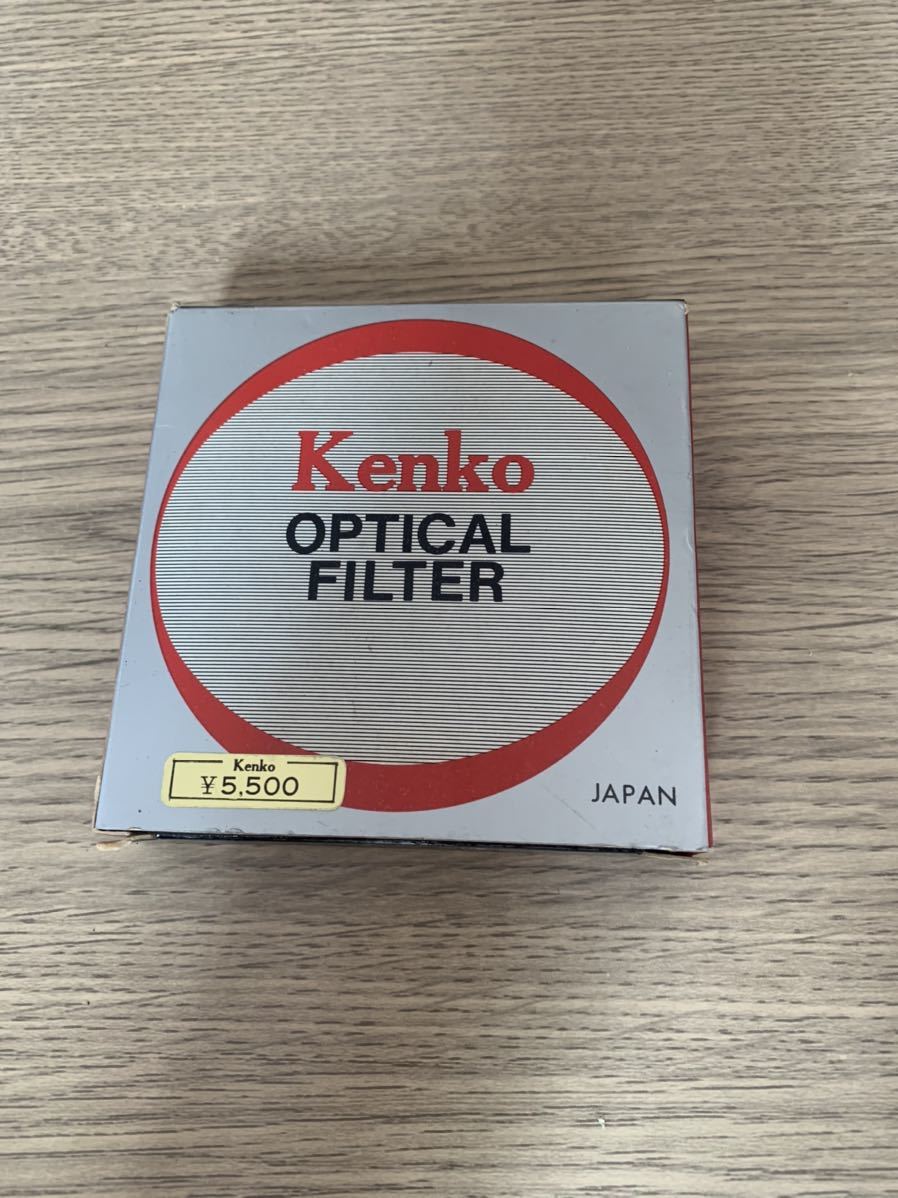 Kenko
OPTICAL
FILTER
Kenko
¥5,500
JAPAN